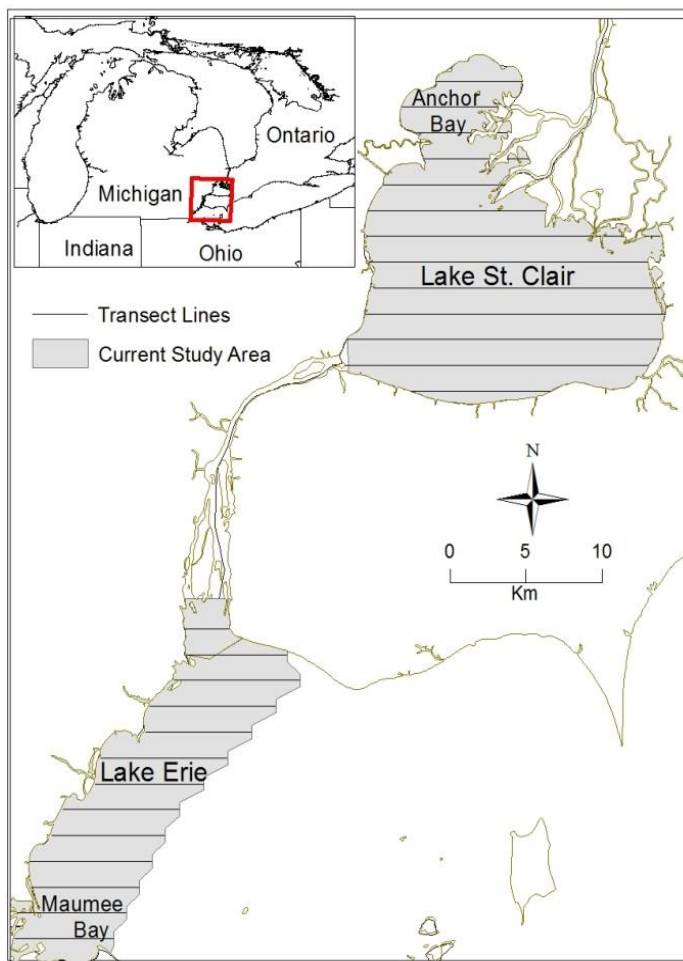 Ontario
Michigan
Indiana
Ohio
Anchor
Bay
Lake St. Clair
Transect Lines
Current Study Area
N
0 5 10
Km
Lake Erie
Maumee
Bay